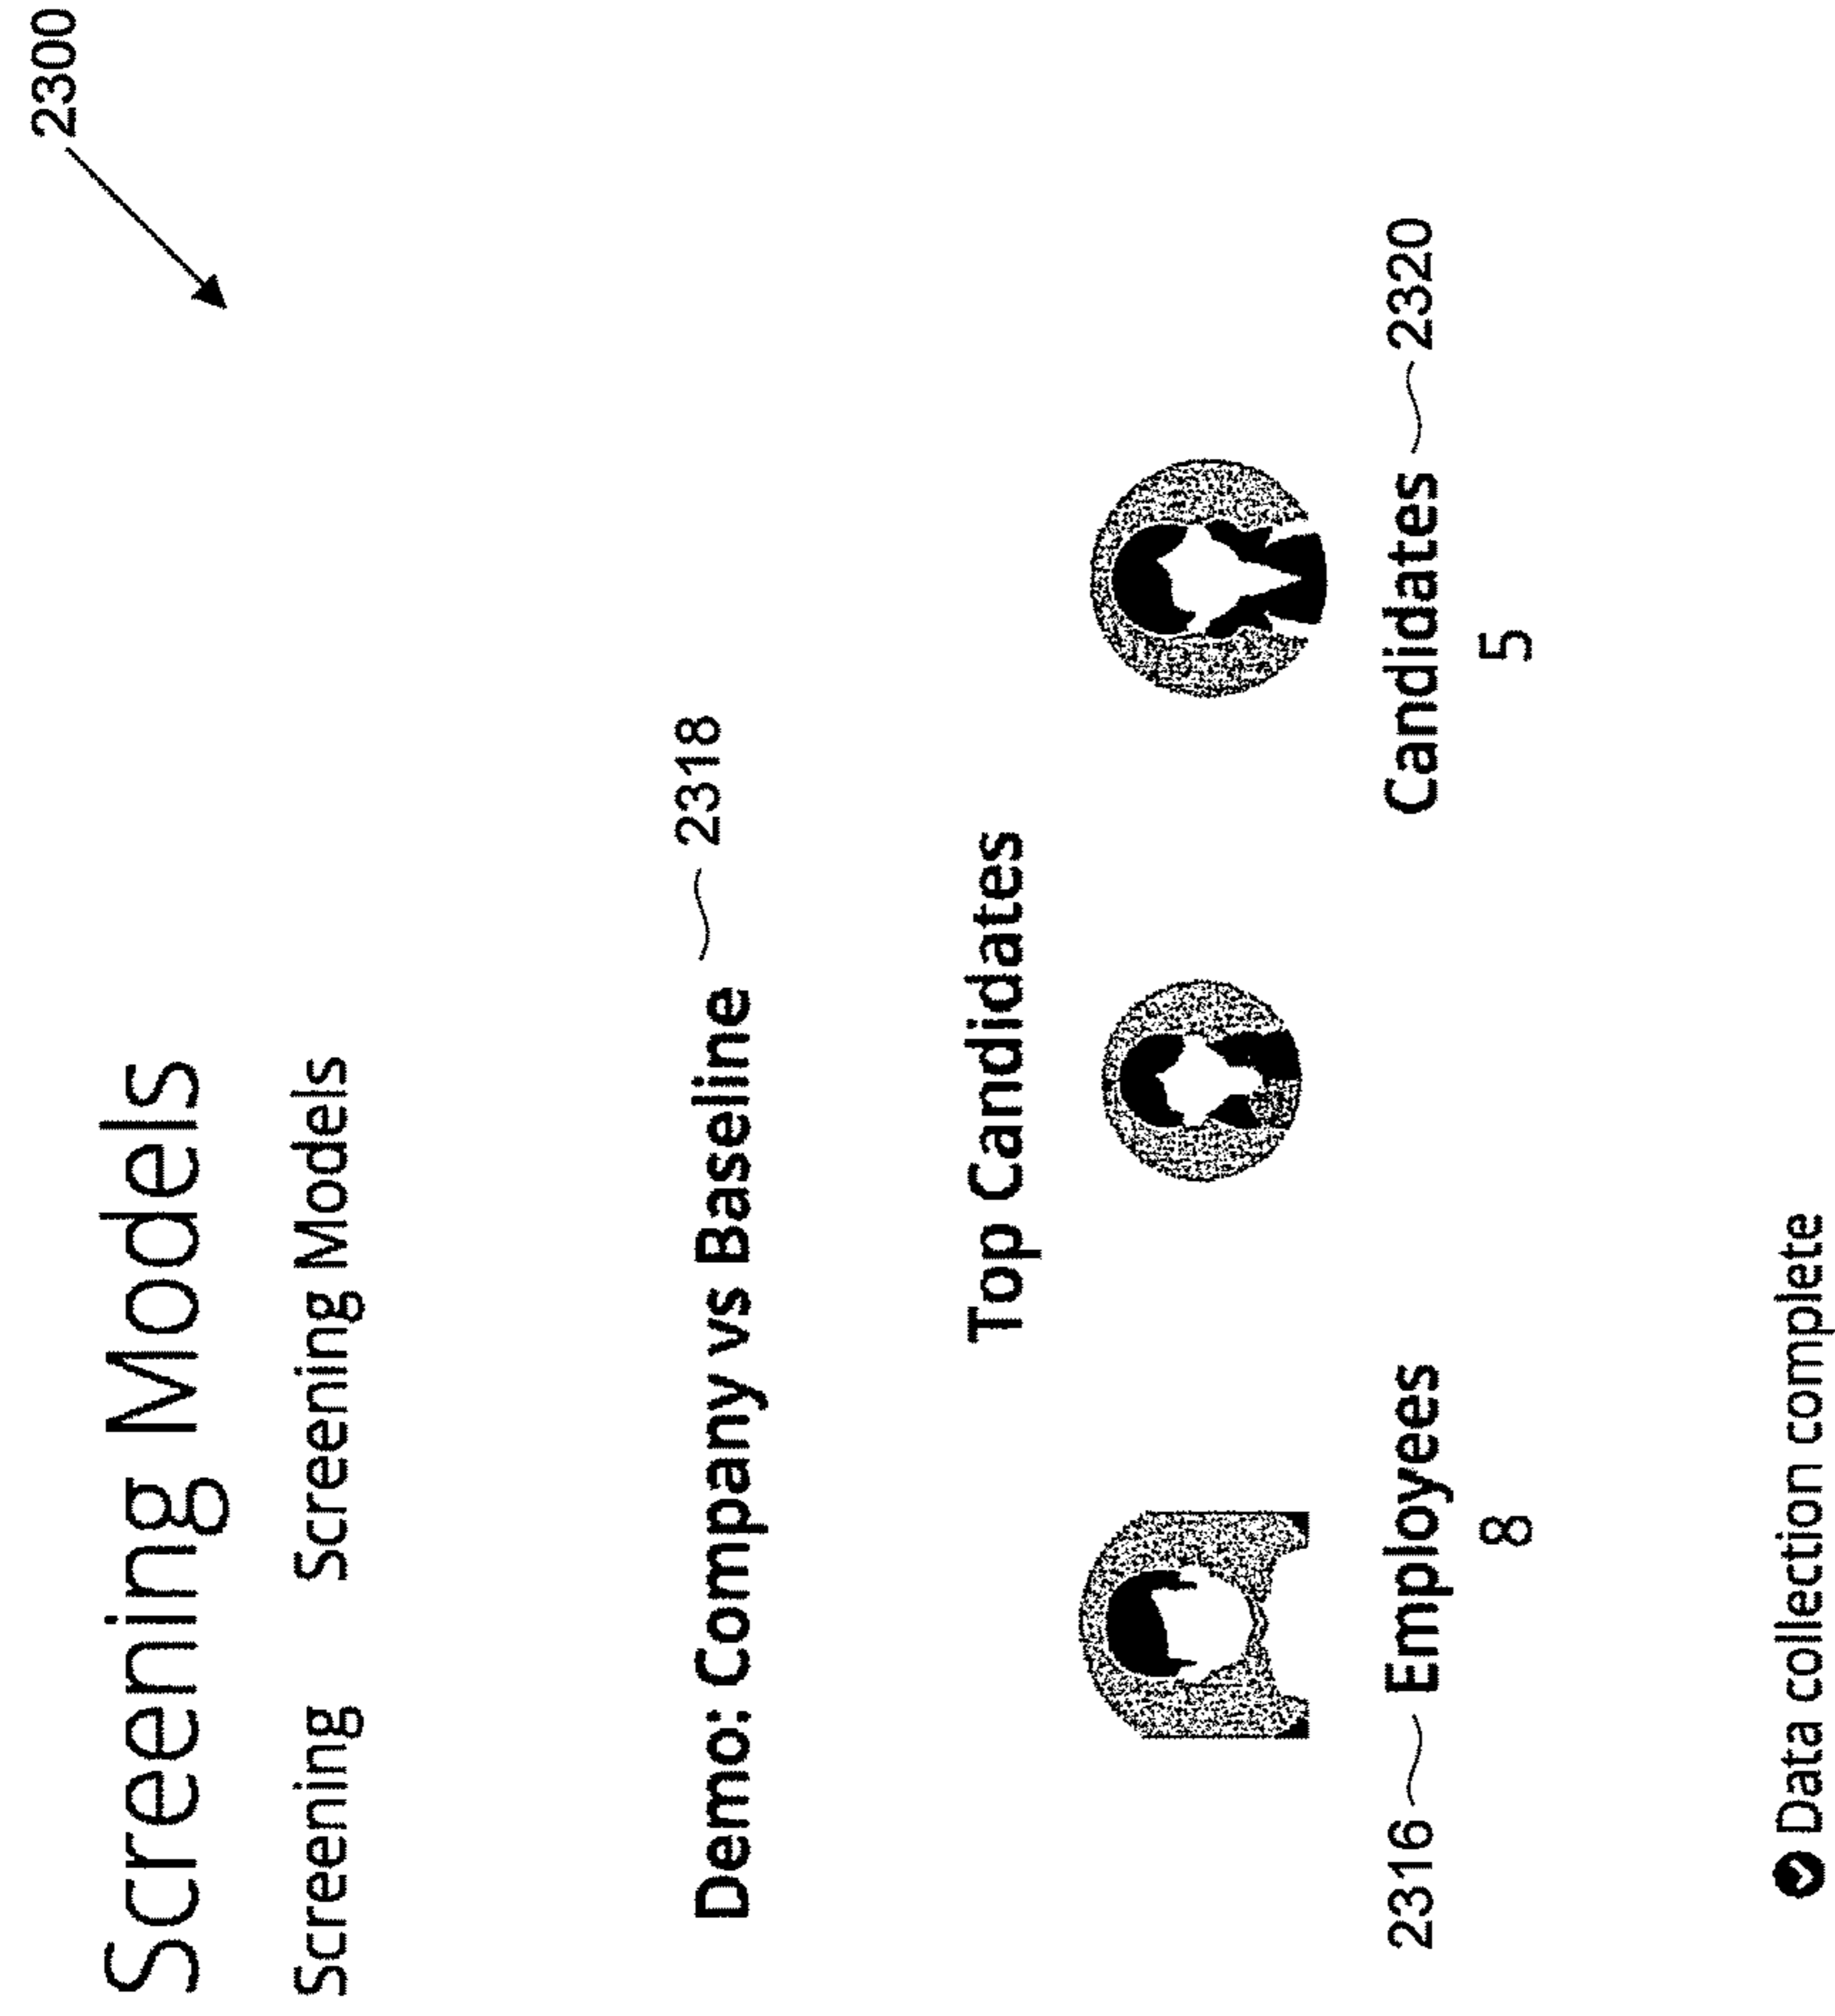 2300
Screening Models
Screening Screening Models
Demo: Company vs Baseline 2318
Top Candidates
2316 Employees Candidates 2320
8 5
Data collection complete